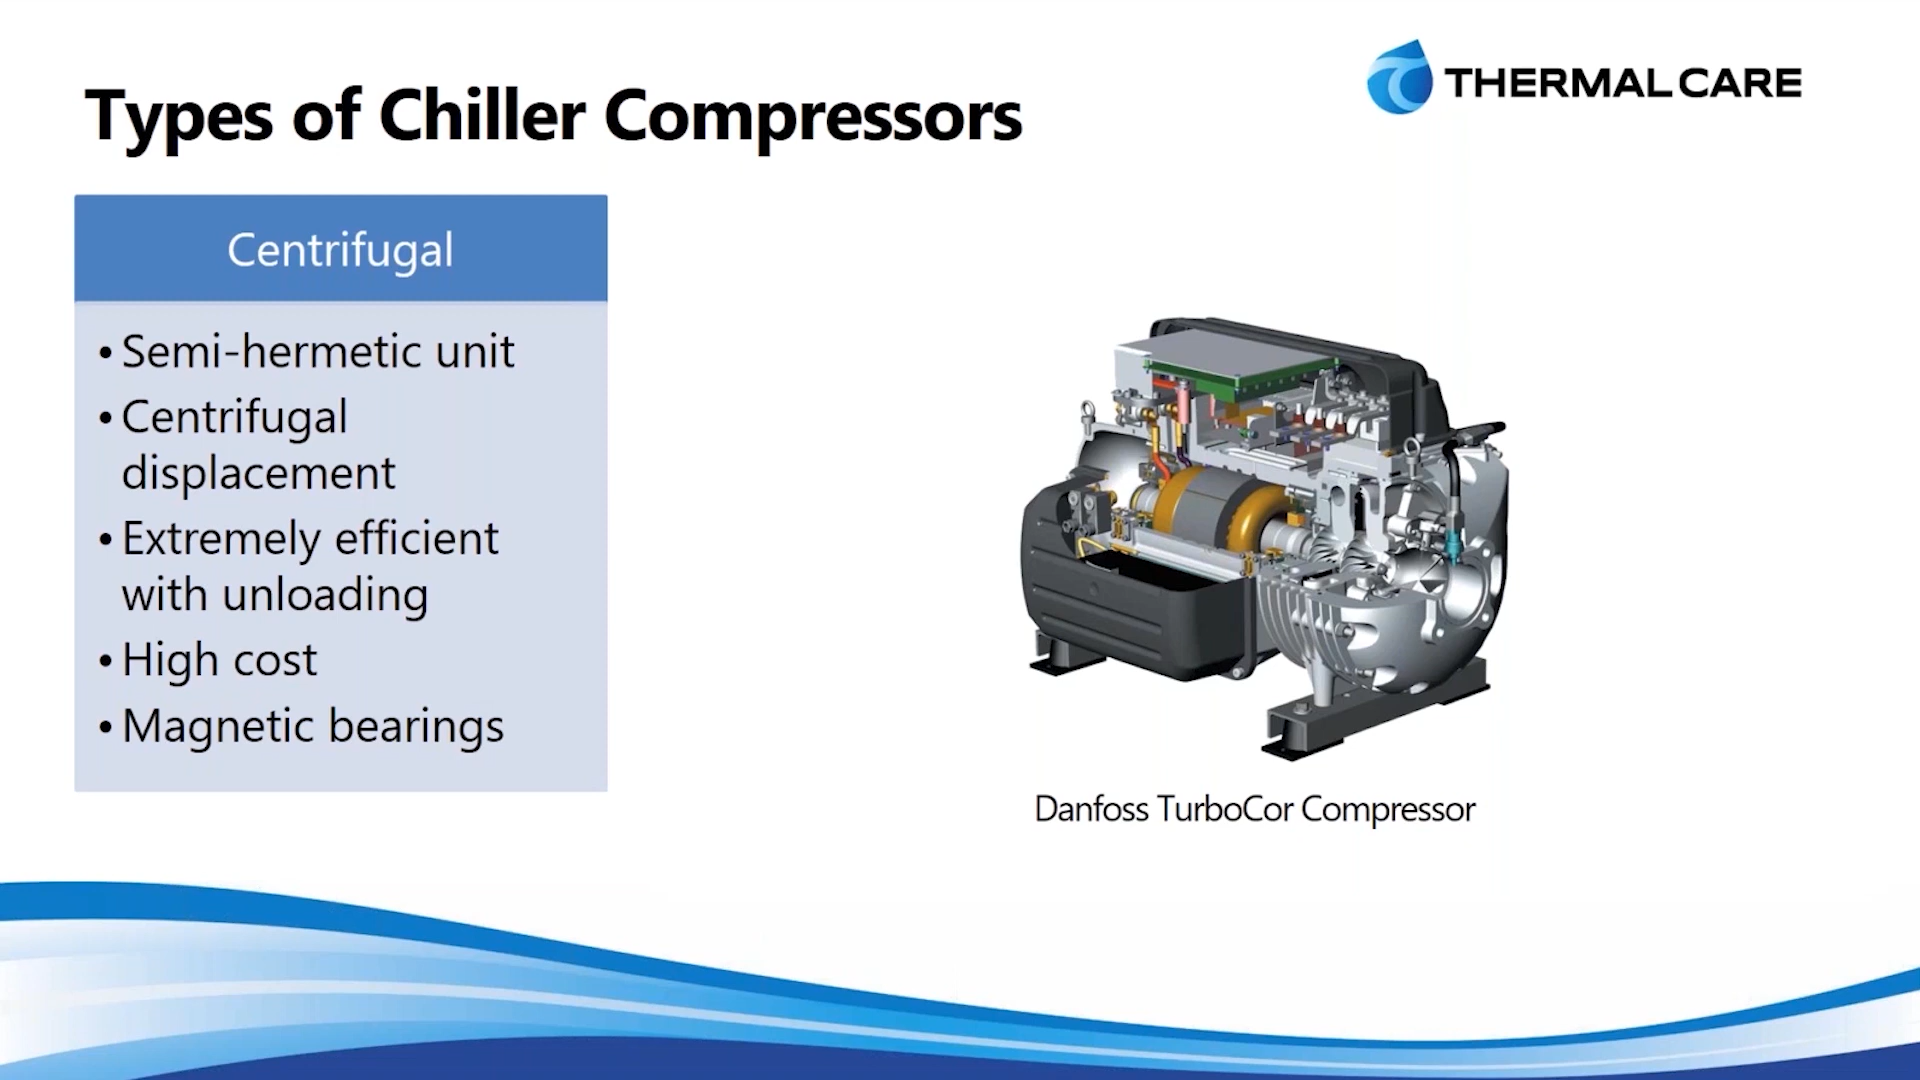 THERMAL CARE
Types of Chiller Compressors
Centrifugal
• Semi-hermetic unit
• Centrifugal
displacement
• Extremely efficient
with unloading
• High cost
• Magnetic bearings
Danfoss TurboCor Compressor